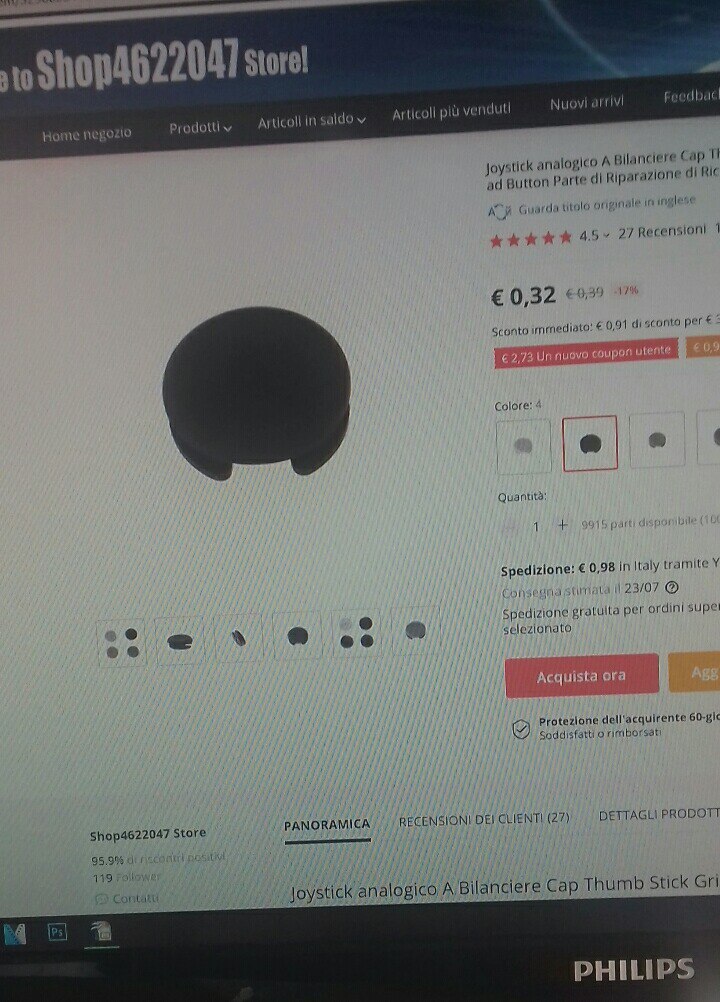 e to Shop4622047 Store!
Home negozio Prodotti Articoli in saldo Articoli più venduti Nuovi arrivi Feedbac
Joystick analogico A Bilanciere Cap T
ad Button Parte di Riparazione di Ric
Guarda titolo originale in inglese
4.5 27 Recensioni 1
€ 0,32 € 0,39 -17%
Sconto immediato: € 0,91 di sconto per €
€ 2,73 Un nuovo coupon utente € 0,9
Colore: 4
Quantità:
1 + 9915 parti disponibile (100
Spedizione: € 0,98 in Italy tramite Y
Consegna stimata il 23/07
Spedizione gratuita per ordini supe
selezionato
Acquista ora Agg
Protezione dell'acquirente 60-gio
Soddisfatti o rimborsati
Shop4622047 Store
95.9% di riscontri positivi
119 Follower
Contatti
PANORAMICA RECENSIONI DEI CLIENTI (27) DETTAGLI PRODOTT
Joystick analogico A Bilanciere Cap Thumb Stick Gri
Ps
PHILIPS